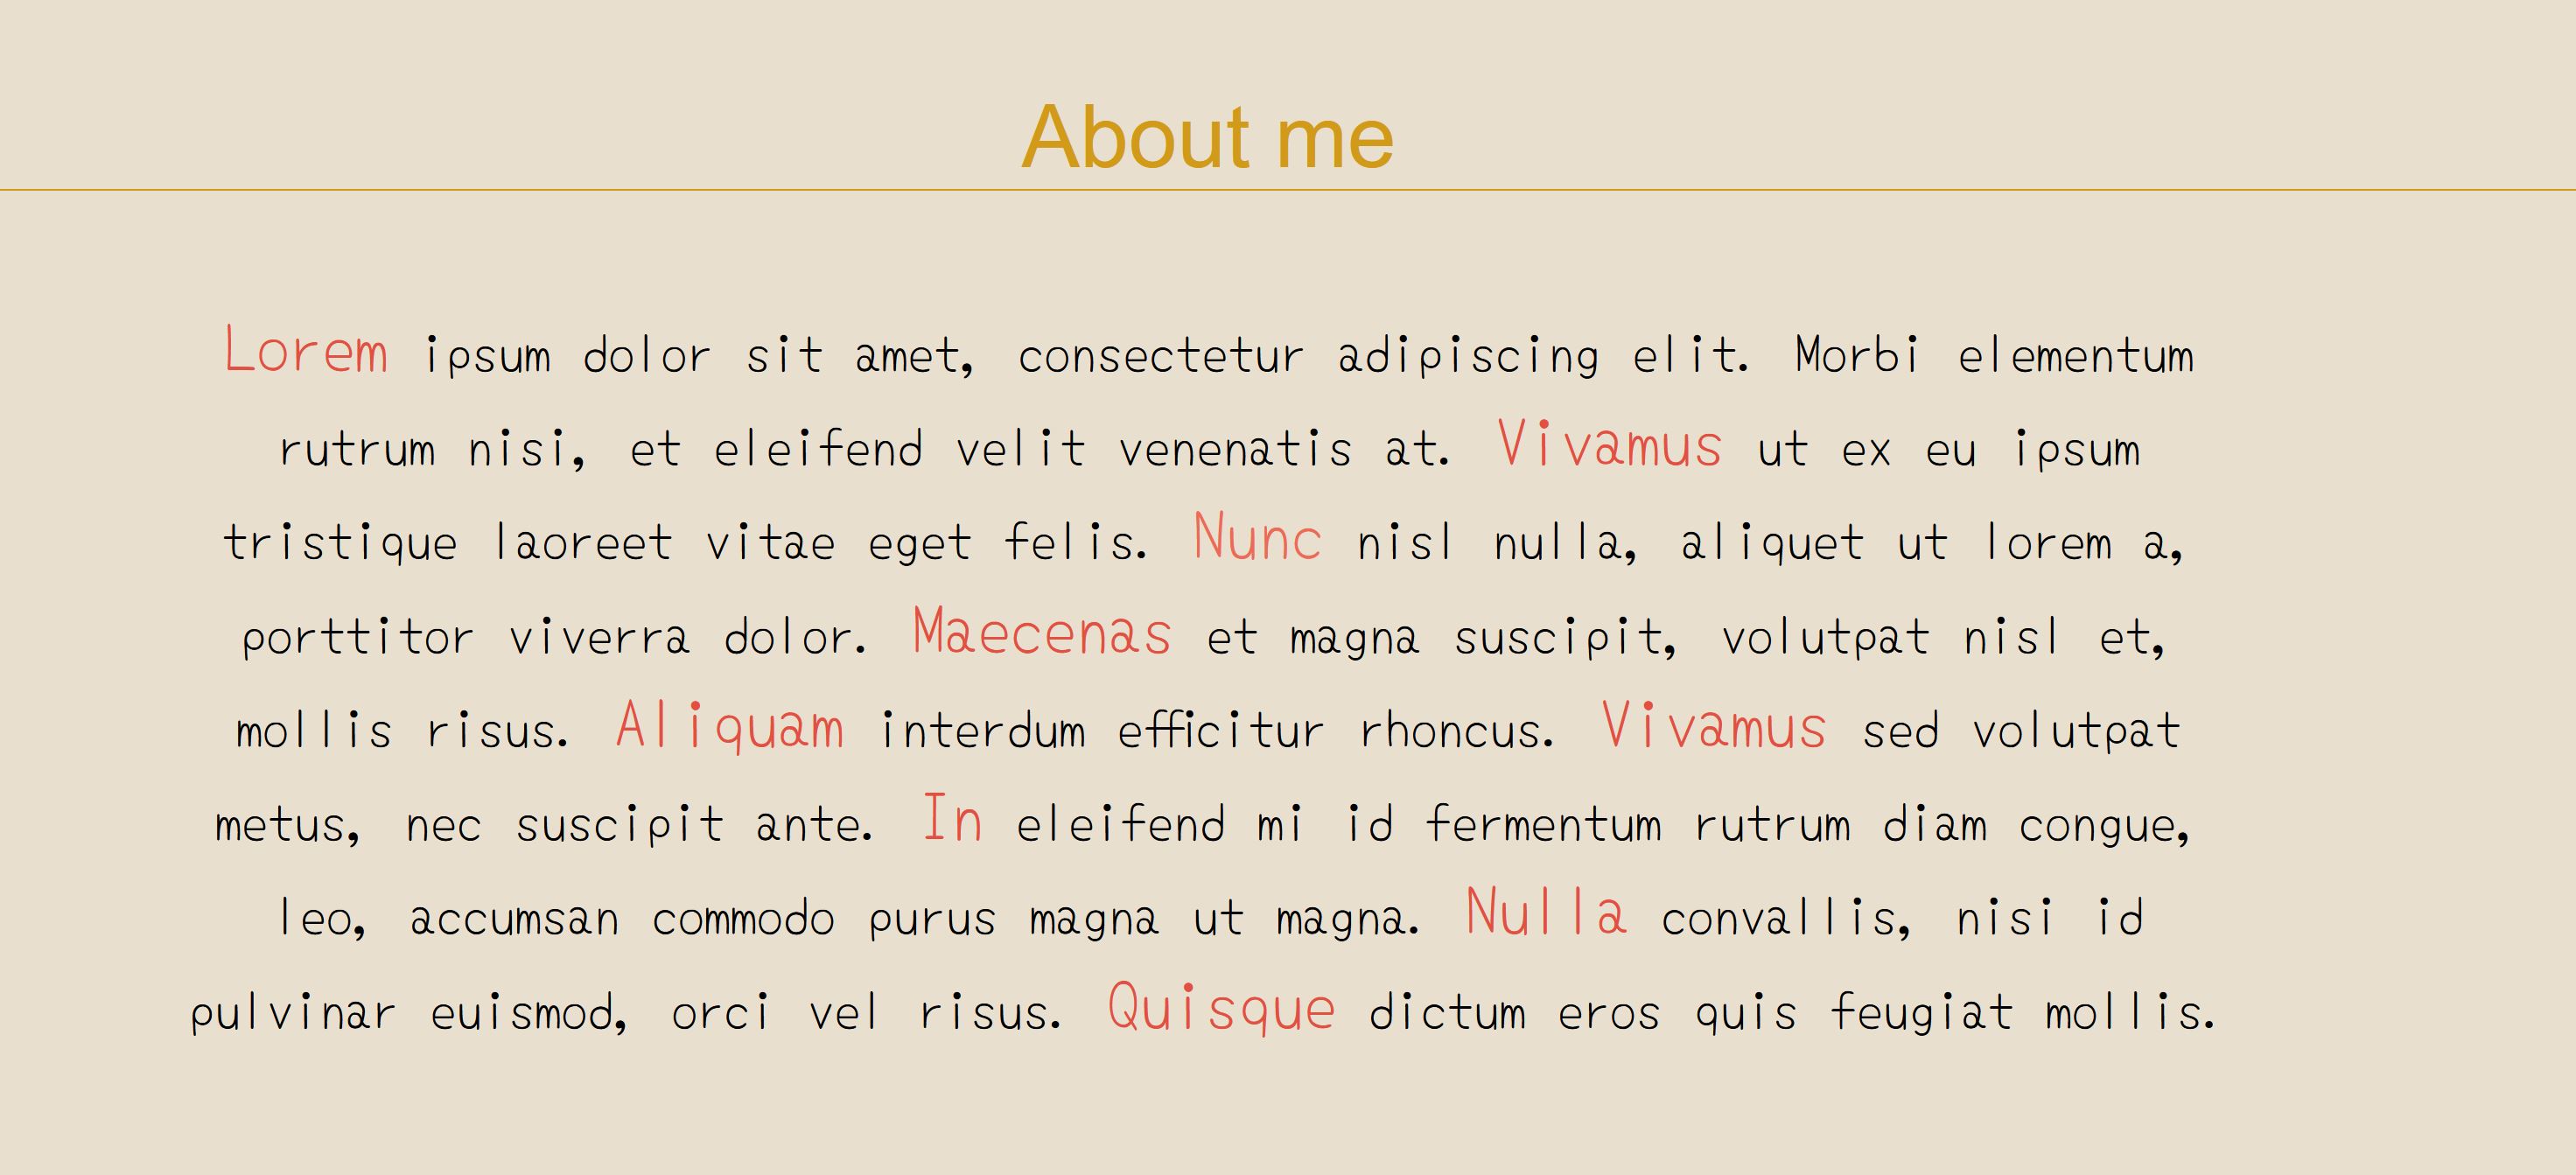 About me
Lorem ipsum dolor sit amet, consectetur adipiscing elit. Morbi elementum
rutrum nisi, et eleifend velit venenatis at. Vivamus ut ex eu ipsum
tristique laoreet vitae eget felis. Nunc nisl nulla, aliquet ut lorem a,
porttitor viverra dolor. Maecenas et magna suscipit, volutpat nisl et,
mollis risus. Aliquam interdum efficitur rhoncus. Vivamus sed volutpat
metus, nec suscipit ante. In eleifend mi id fermentum rutrum diam congue,
leo, accumsan commodo purus magna ut magna. Nulla convallis, nisi id
pulvinar euismod, orci vel risus. Quisque dictum eros quis feugiat mollis.